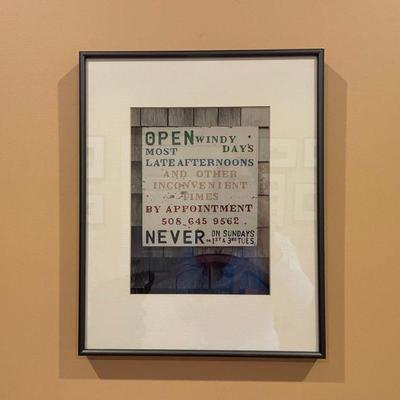 OPEN WINDY
MOST DAYS
LATE AFTERNOONS
AND OTHER
INCONVENIENT
TIMES
BY APPOINTMENT
508 645 9562
NEVER ON SUNDAYS
OR 1ST & 3RD TUES.